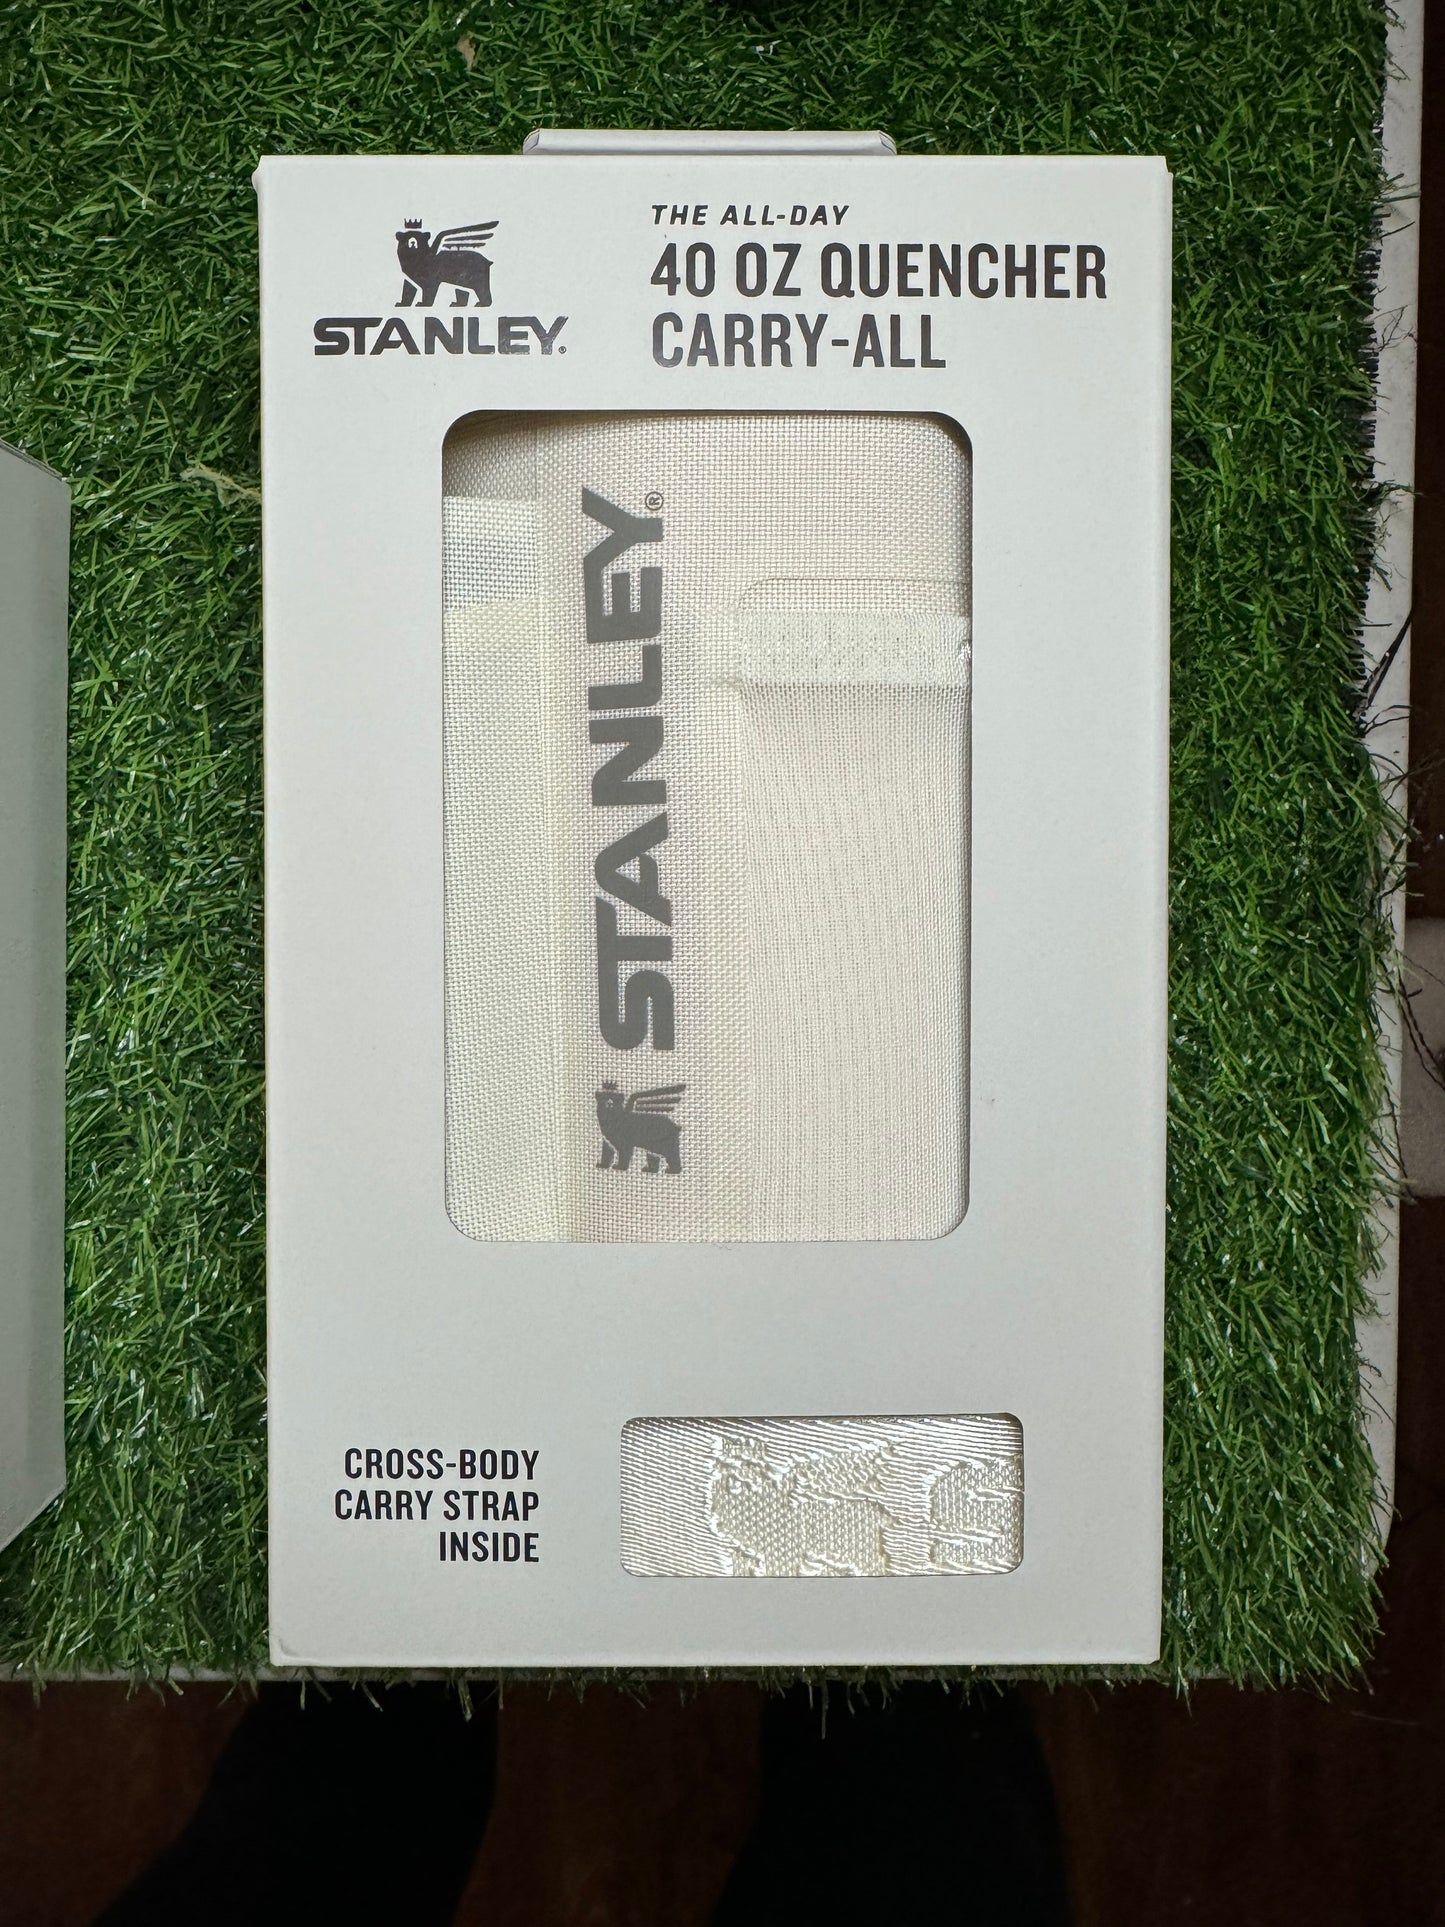 STANLEY®
THE ALL-DAY
40 OZ QUENCHER
CARRY-ALL
STANLEY®
CROSS-BODY
CARRY STRAP
INSIDE